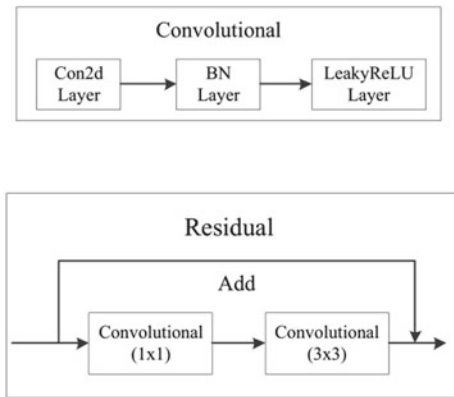 Convolutional
Con2d
Layer
BN
Layer
LeakyReLU
Layer
Residual
Add
Convolutional
(1x1)
Convolutional
(3x3)